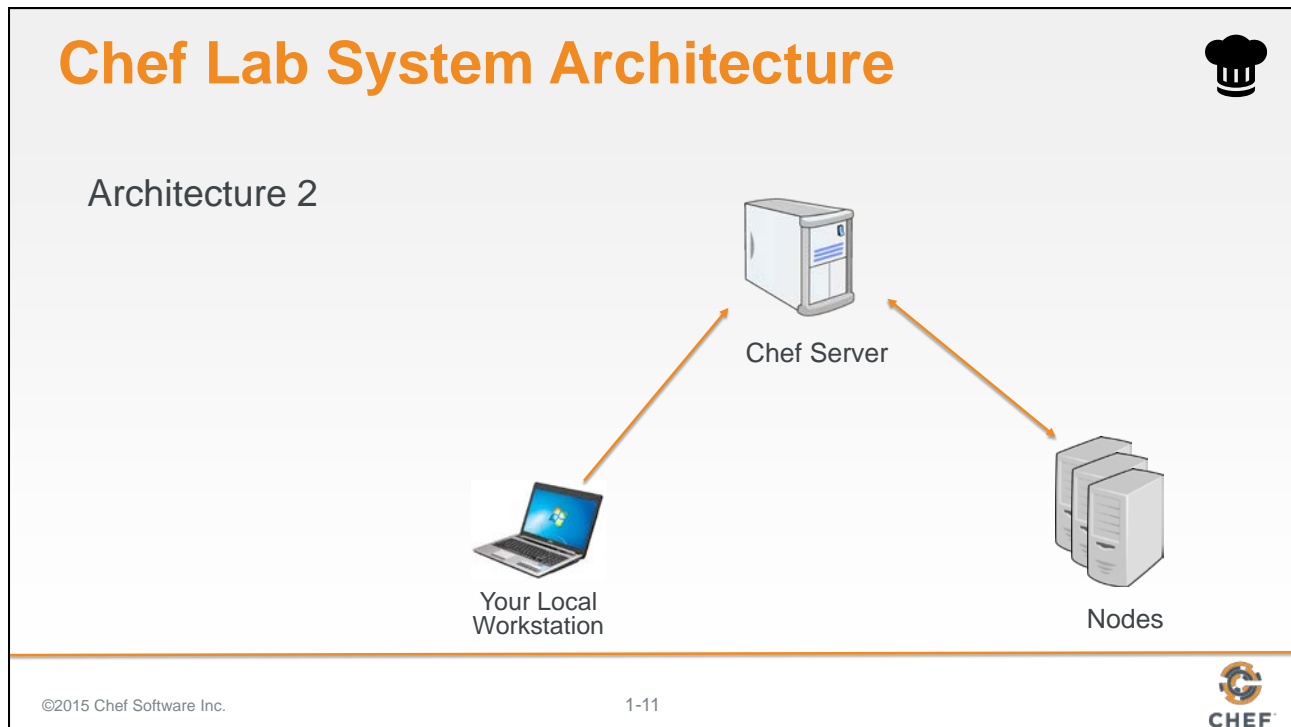 Chef Lab System Architecture
Architecture 2
Chef Server
Your Local
Workstation
Nodes
©2015 Chef Software Inc.
1-11
CHEF